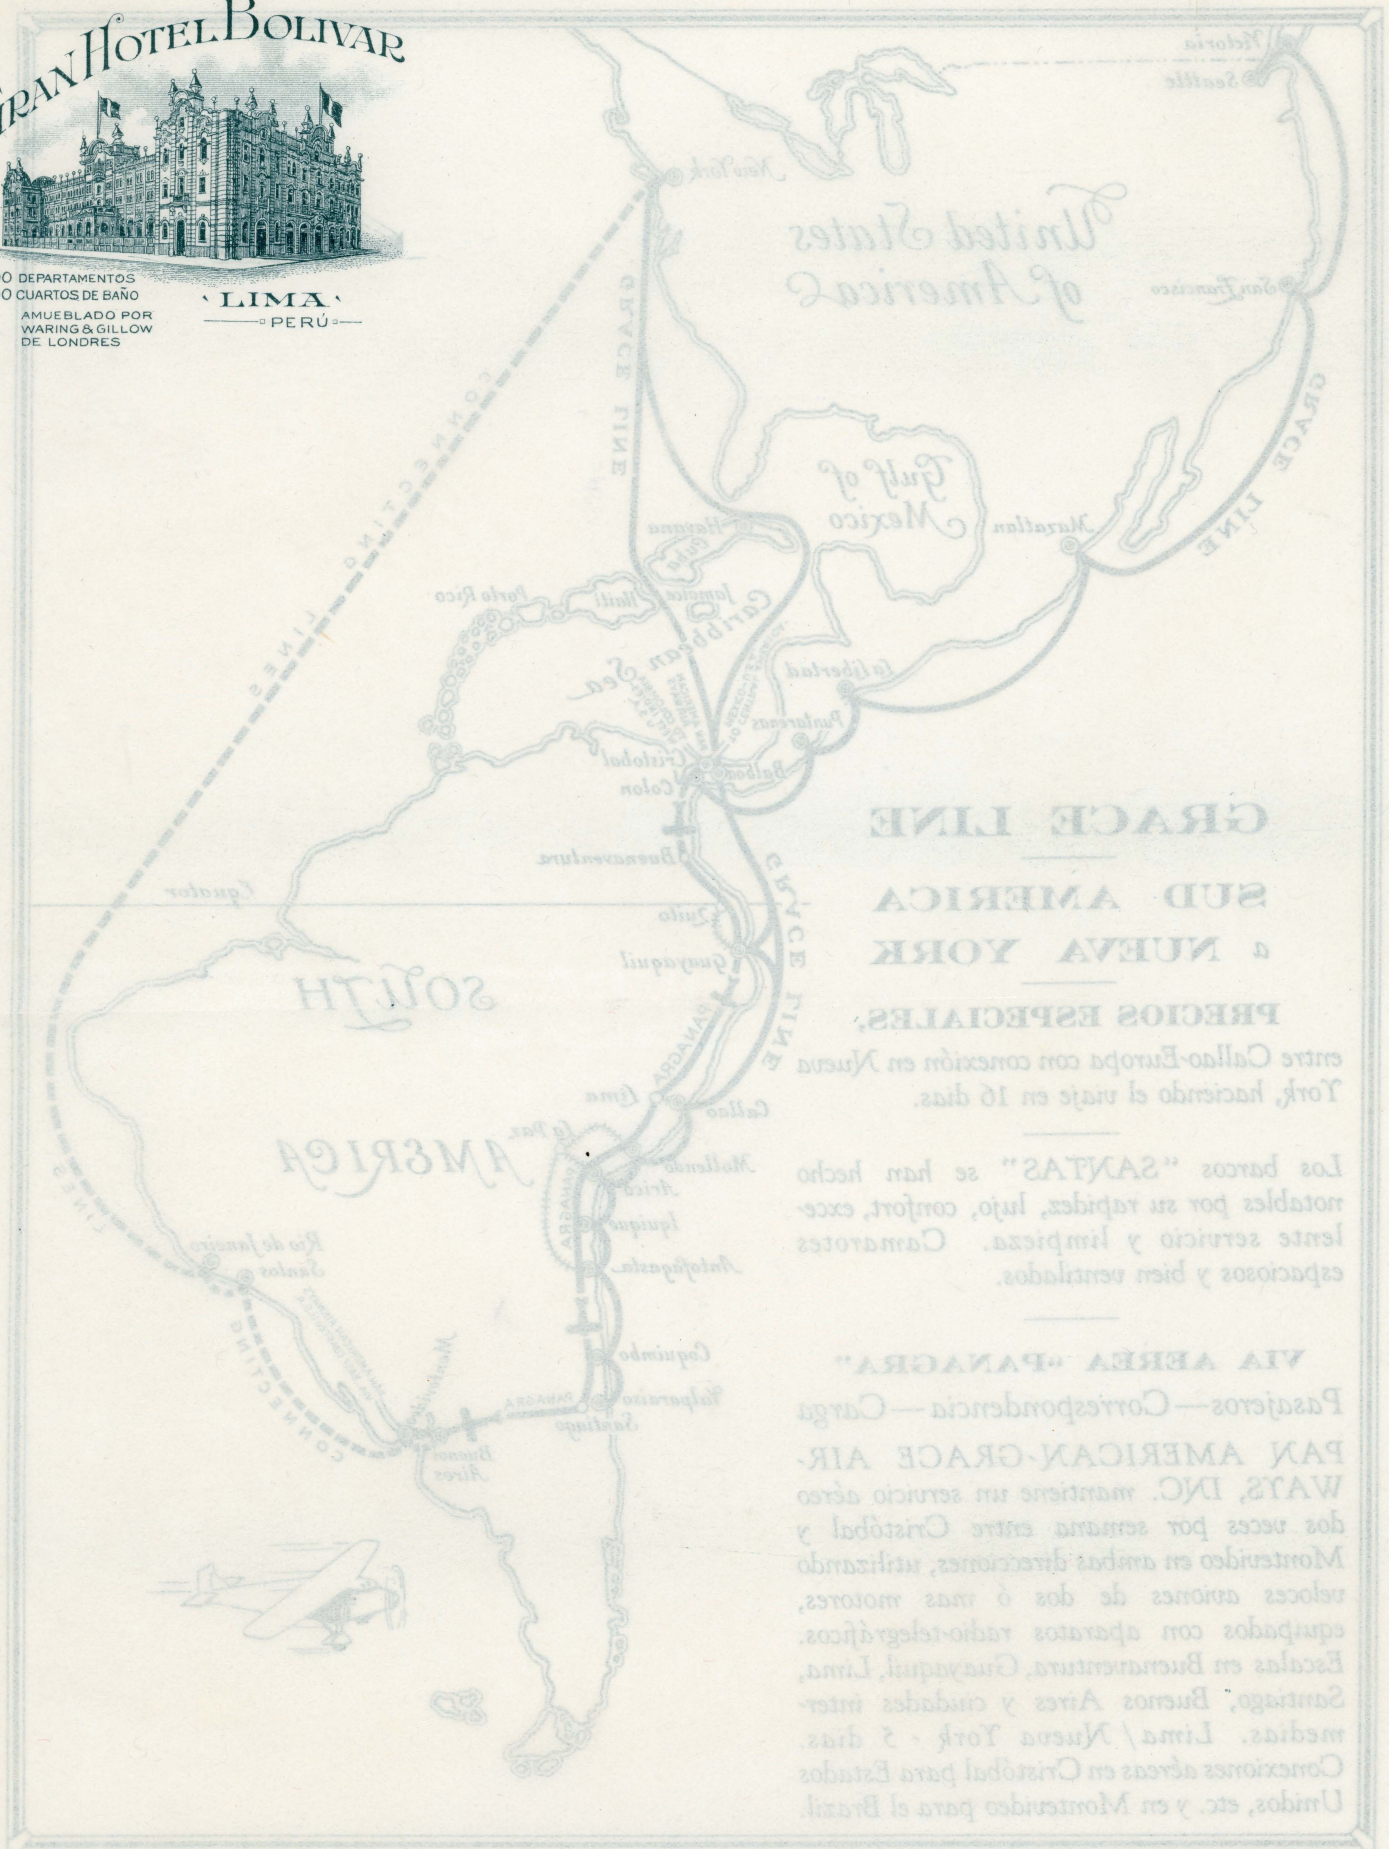 GRAN HOTEL BOLIVAR
0 DEPARTAMENTOS
0 CUARTOS DE BAÑO
AMUEBLADO POR
WARING & GILLOW
DE LONDRES
LIMA
PERÚ
Victoria
Seattle
New York
United States
of America
San Francisco
GRACE LINE
GRACE LINE
CONNECTING LINES
Gulf of
Mexico
Mazatlan
Havana
Cuba
Jamaica
Haiti
Porto Rico
Caribbean Sea
La Libertad
Puntarenas
Cristobal
Colon
Balboa
Buenaventura
Equator
Quito
Guayaquil
GRACE LINE
PANAGRA
SOUTH
AMERICA
Lima
Callao
La Paz
Mollendo
Arica
PANAGRA
Iquique
Antofagasta
LINES
Rio de Janeiro
Santos
CONNECTING
Montevideo
Coquimbo
Valparaiso
Santiago
PANAGRA
Buenos
Aires
GRACE LINE
SUD AMERICA
a NUEVA YORK
PRECIOS ESPECIALES,
entre Callao-Europa con conexión en Nueva
York, haciendo el viaje en 16 dias.
Los barcos "SANTAS" se han hecho
notables por su rapidez, lujo, confort, exce-
lente servicio y limpieza. Camarotes
espaciosos y bien ventilados.
VIA AEREA "PANAGRA"
Pasajeros—Correspondencia—Carga
PAN AMERICAN-GRACE AIR-
WAYS, INC. mantiene un servicio aéreo
dos veces por semana entre Cristóbal y
Montevideo en ambas direcciones, utilizando
veloces aviones de dos ó mas motores,
equipados con aparatos radio-telegráficos.
Escalas en Buenaventura, Guayaquil, Lima,
Santiago, Buenos Aires y ciudades inter-
medias. Lima / Nueva York - 5 dias.
Conexiones aéreas en Cristóbal para Estados
Unidos, etc. y en Montevideo para el Brazil.